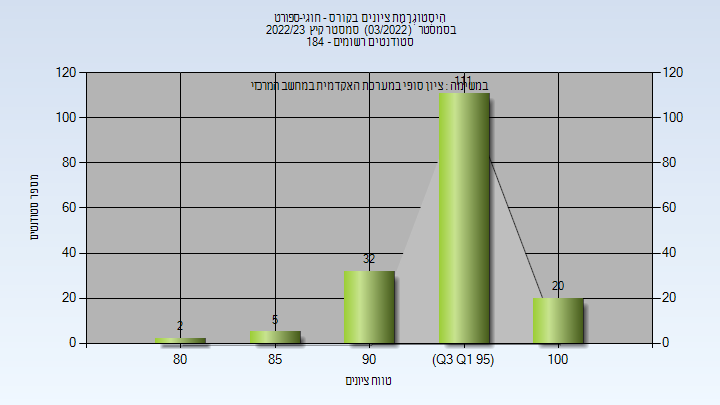 היסטוגרמת ציונים בקורס - חוגי-ספורט
בסמסטר (03/2022) סמסטר קיץ 2022/23
סטודנטים רשומים - 184
במשימה : ציון סופי במערכת האקדמית במחשב המרכזי
מספר סטודנטים
120 120
100 100
80 80
60 60
40 40
20 20
0 0
2 5 32 111 20
80 85 90 (Q3 Q1 95) 100
טווח ציונים